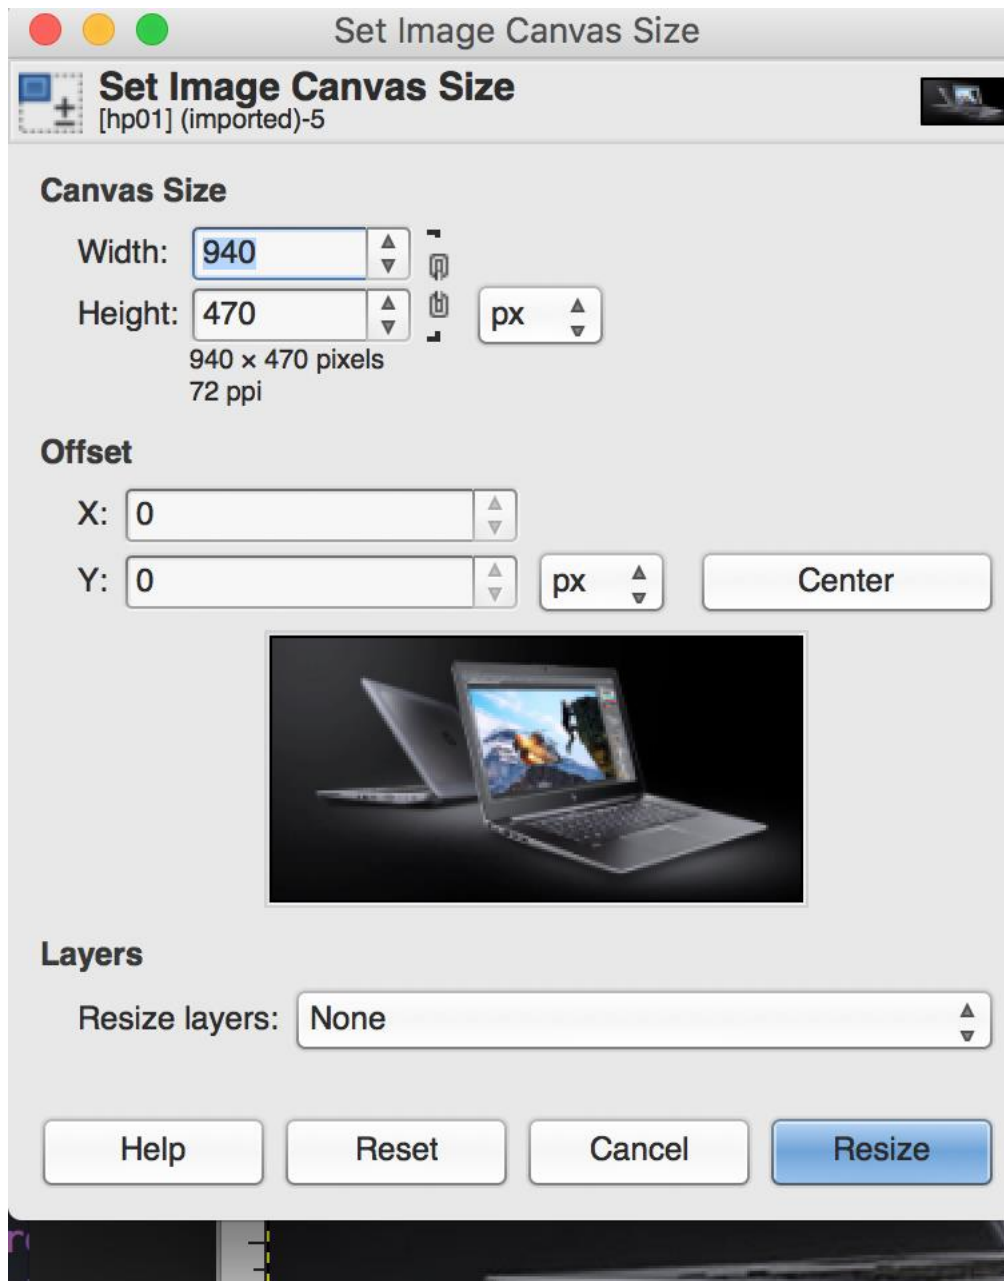 Set Image Canvas Size
Set Image Canvas Size
[hp01] (imported)-5
Canvas Size
Width: 940
Height: 470 px
940 × 470 pixels
72 ppi
Offset
X: 0
Y: 0 px Center
Layers
Resize layers: None
Help Reset Cancel Resize